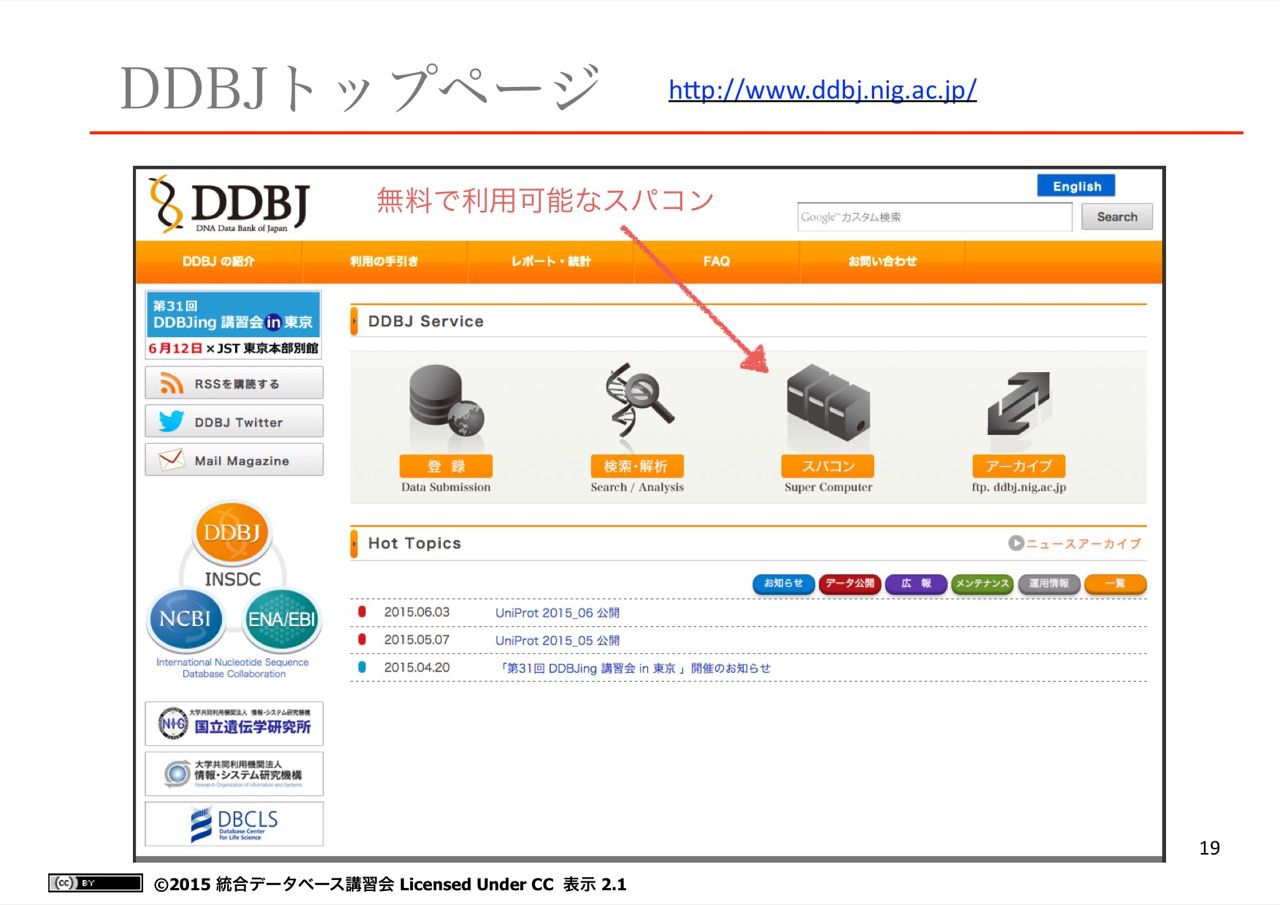 DDBJトップページ
http://www.ddbj.nig.ac.jp/
DDBJ
DNA Data Bank of Japan
無料で利用可能なスパコン
English
Google™カスタム検索
Search
DDBJ の紹介
利用の手引き
レポート・統計
FAQ
お問い合わせ
第31回
DDBJing 講習会 in 東京
6月12日×JST 東京本部別館
RSSを購読する
DDBJ Twitter
Mail Magazine
DDBJ Service
登 録
Data Submission
検索・解析
Search / Analysis
スパコン
Super Computer
アーカイブ
ftp. ddbj.nig.ac.jp
DDBJ
INSDC
NCBI
ENA/EBI
International Nucleotide Sequence
Database Collaboration
Hot Topics
ニュースアーカイブ
お知らせ
データ公開
広 報
メンテナンス
運用情報
一覧
2015.06.03 UniProt 2015_06 公開
2015.05.07 UniProt 2015_05 公開
2015.04.20 「第31回 DDBJing 講習会 in 東京 」開催のお知らせ
NIG
大学共同利用機関法人 情報・システム研究機構
国立遺伝学研究所
大学共同利用機関法人
情報・システム研究機構
Research Organization of Information and Systems
DBCLS
Database Center
for Life Science
19
cc BY
©2015 統合データベース講習会 Licensed Under CC 表示 2.1